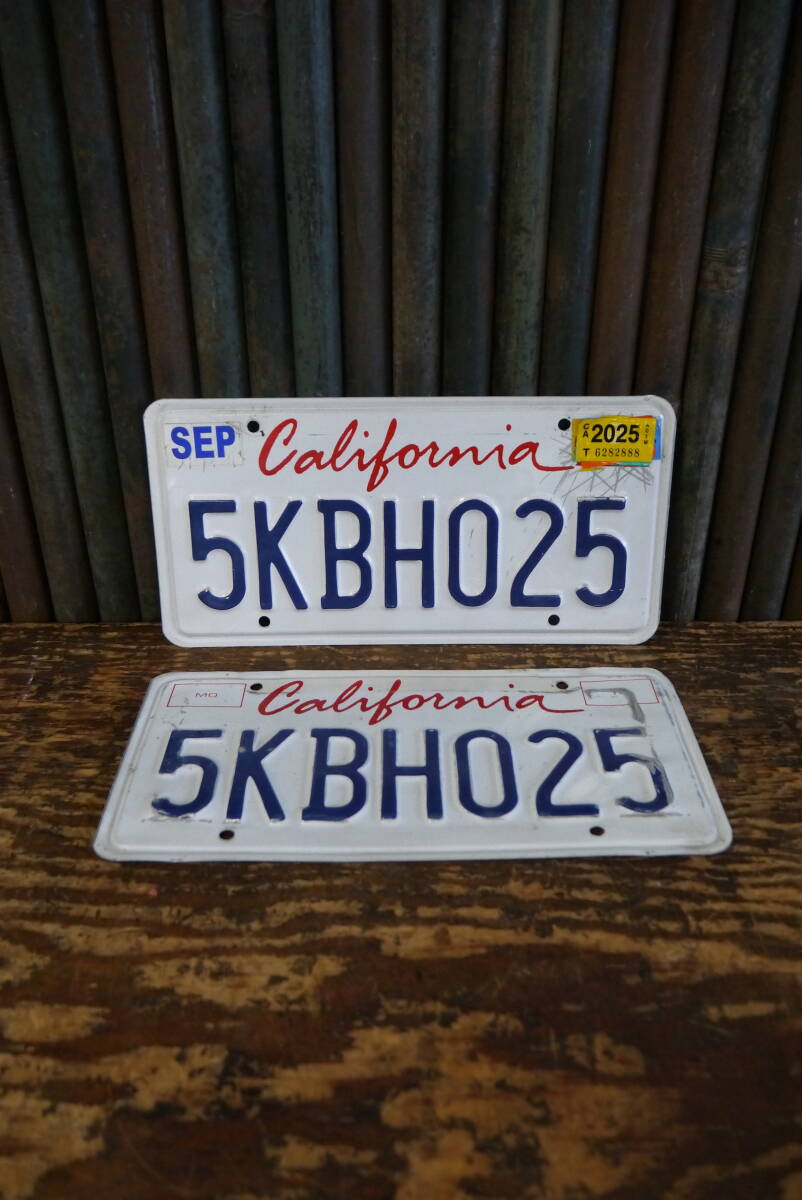 SEP California CA 2025
T 6282888
5KBH025
MO California
5KBH025